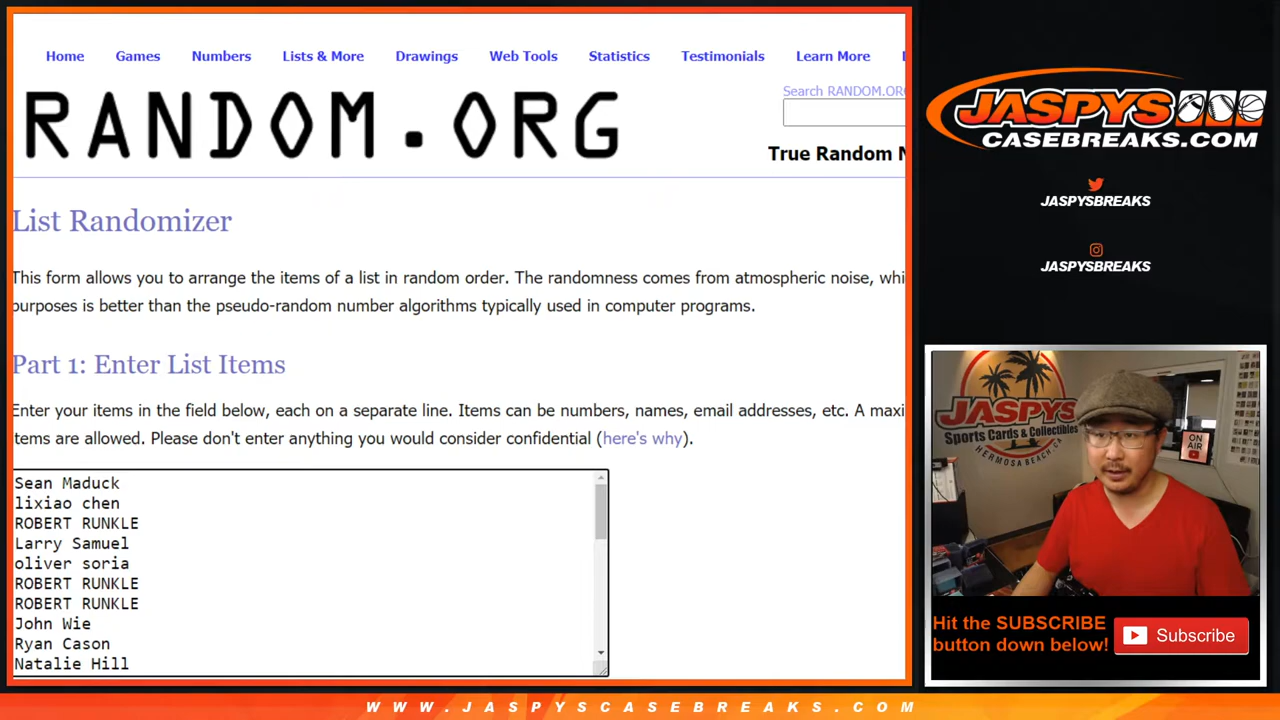 Home Games Numbers Lists & More Drawings Web Tools Statistics Testimonials Learn More
Search RANDOM.ORG
RANDOM.ORG
True Random N
List Randomizer
This form allows you to arrange the items of a list in random order. The randomness comes from atmospheric noise, whi
purposes is better than the pseudo-random number algorithms typically used in computer programs.
Part 1: Enter List Items
Enter your items in the field below, each on a separate line. Items can be numbers, names, email addresses, etc. A maxi
items are allowed. Please don't enter anything you would consider confidential (here's why).
Sean Maduck
lixiao chen
ROBERT RUNKLE
Larry Samuel
oliver soria
ROBERT RUNKLE
ROBERT RUNKLE
John Wie
Ryan Cason
Natalie Hill
JASPYS
CASEBREAKS.COM
JASPYSBREAKS
JASPYSBREAKS
JASPYS
Sports Cards & Collectibles
HERMOSA BEACH, CA
ON
AIR
Hit the SUBSCRIBE
button down below!
Subscribe
WWW.JASPYSCASEBREAKS.COM